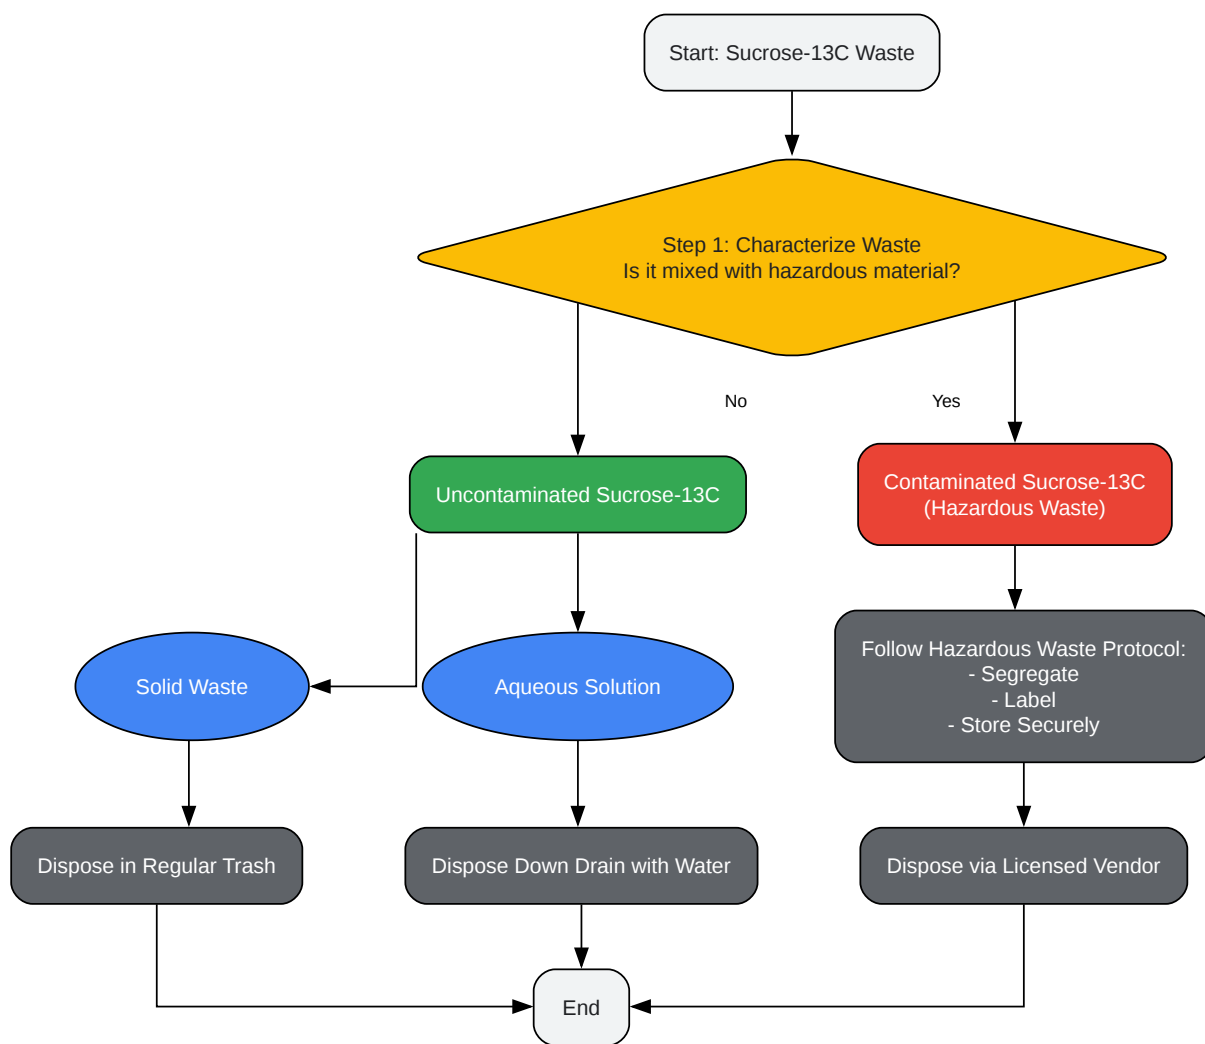 Start: Sucrose-13C Waste
Step 1: Characterize Waste
Is it mixed with hazardous material?
No
Yes
Uncontaminated Sucrose-13C
Contaminated Sucrose-13C
(Hazardous Waste)
Solid Waste
Aqueous Solution
Follow Hazardous Waste Protocol:
- Segregate
- Label
- Store Securely
Dispose in Regular Trash
Dispose Down Drain with Water
Dispose via Licensed Vendor
End